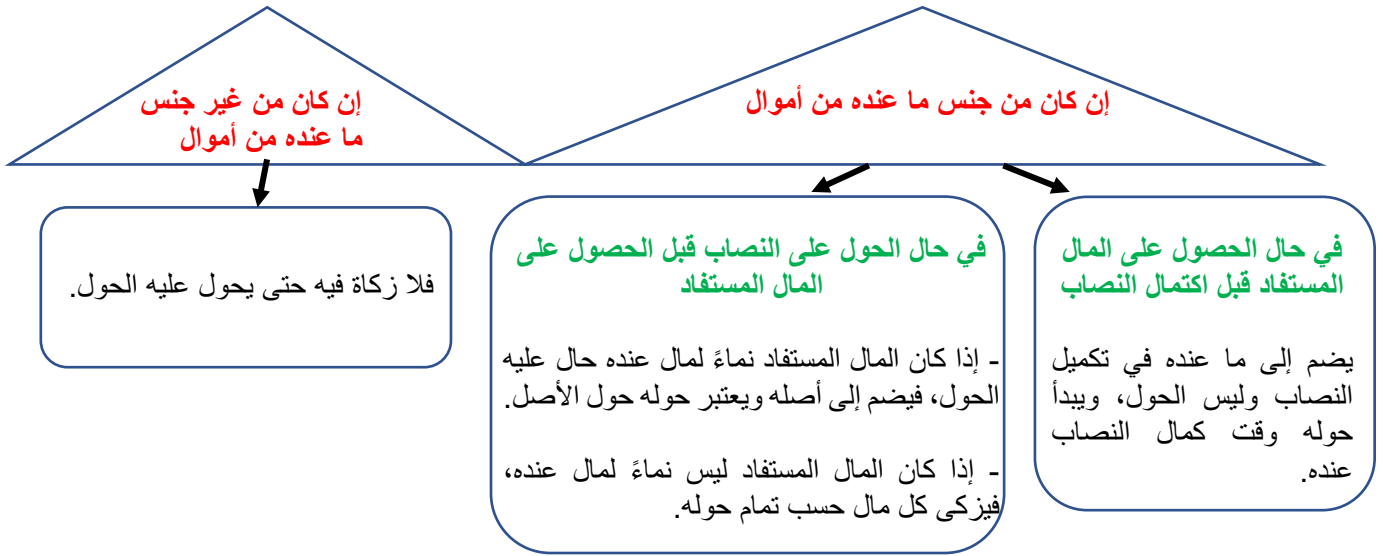 إن كان من جنس ما عنده من أموال
في حال الحصول على المال
المستفاد قبل اكتمال النصاب
يضم إلى ما عنده في تكميل
النصاب وليس الحول، ويبدأ
حوله وقت كمال النصاب
عنده.
في حال الحول على النصاب قبل الحصول على
المال المستفاد
- إذا كان المال المستفاد نماءً لمال عنده حال عليه
الحول، فيضم إلى أصله ويعتبر حوله حول الأصل.
- إذا كان المال المستفاد ليس نماءً لمال عنده،
فيزكى كل مال حسب تمام حوله.
إن كان من غير جنس
ما عنده من أموال
فلا زكاة فيه حتى يحول عليه الحول.